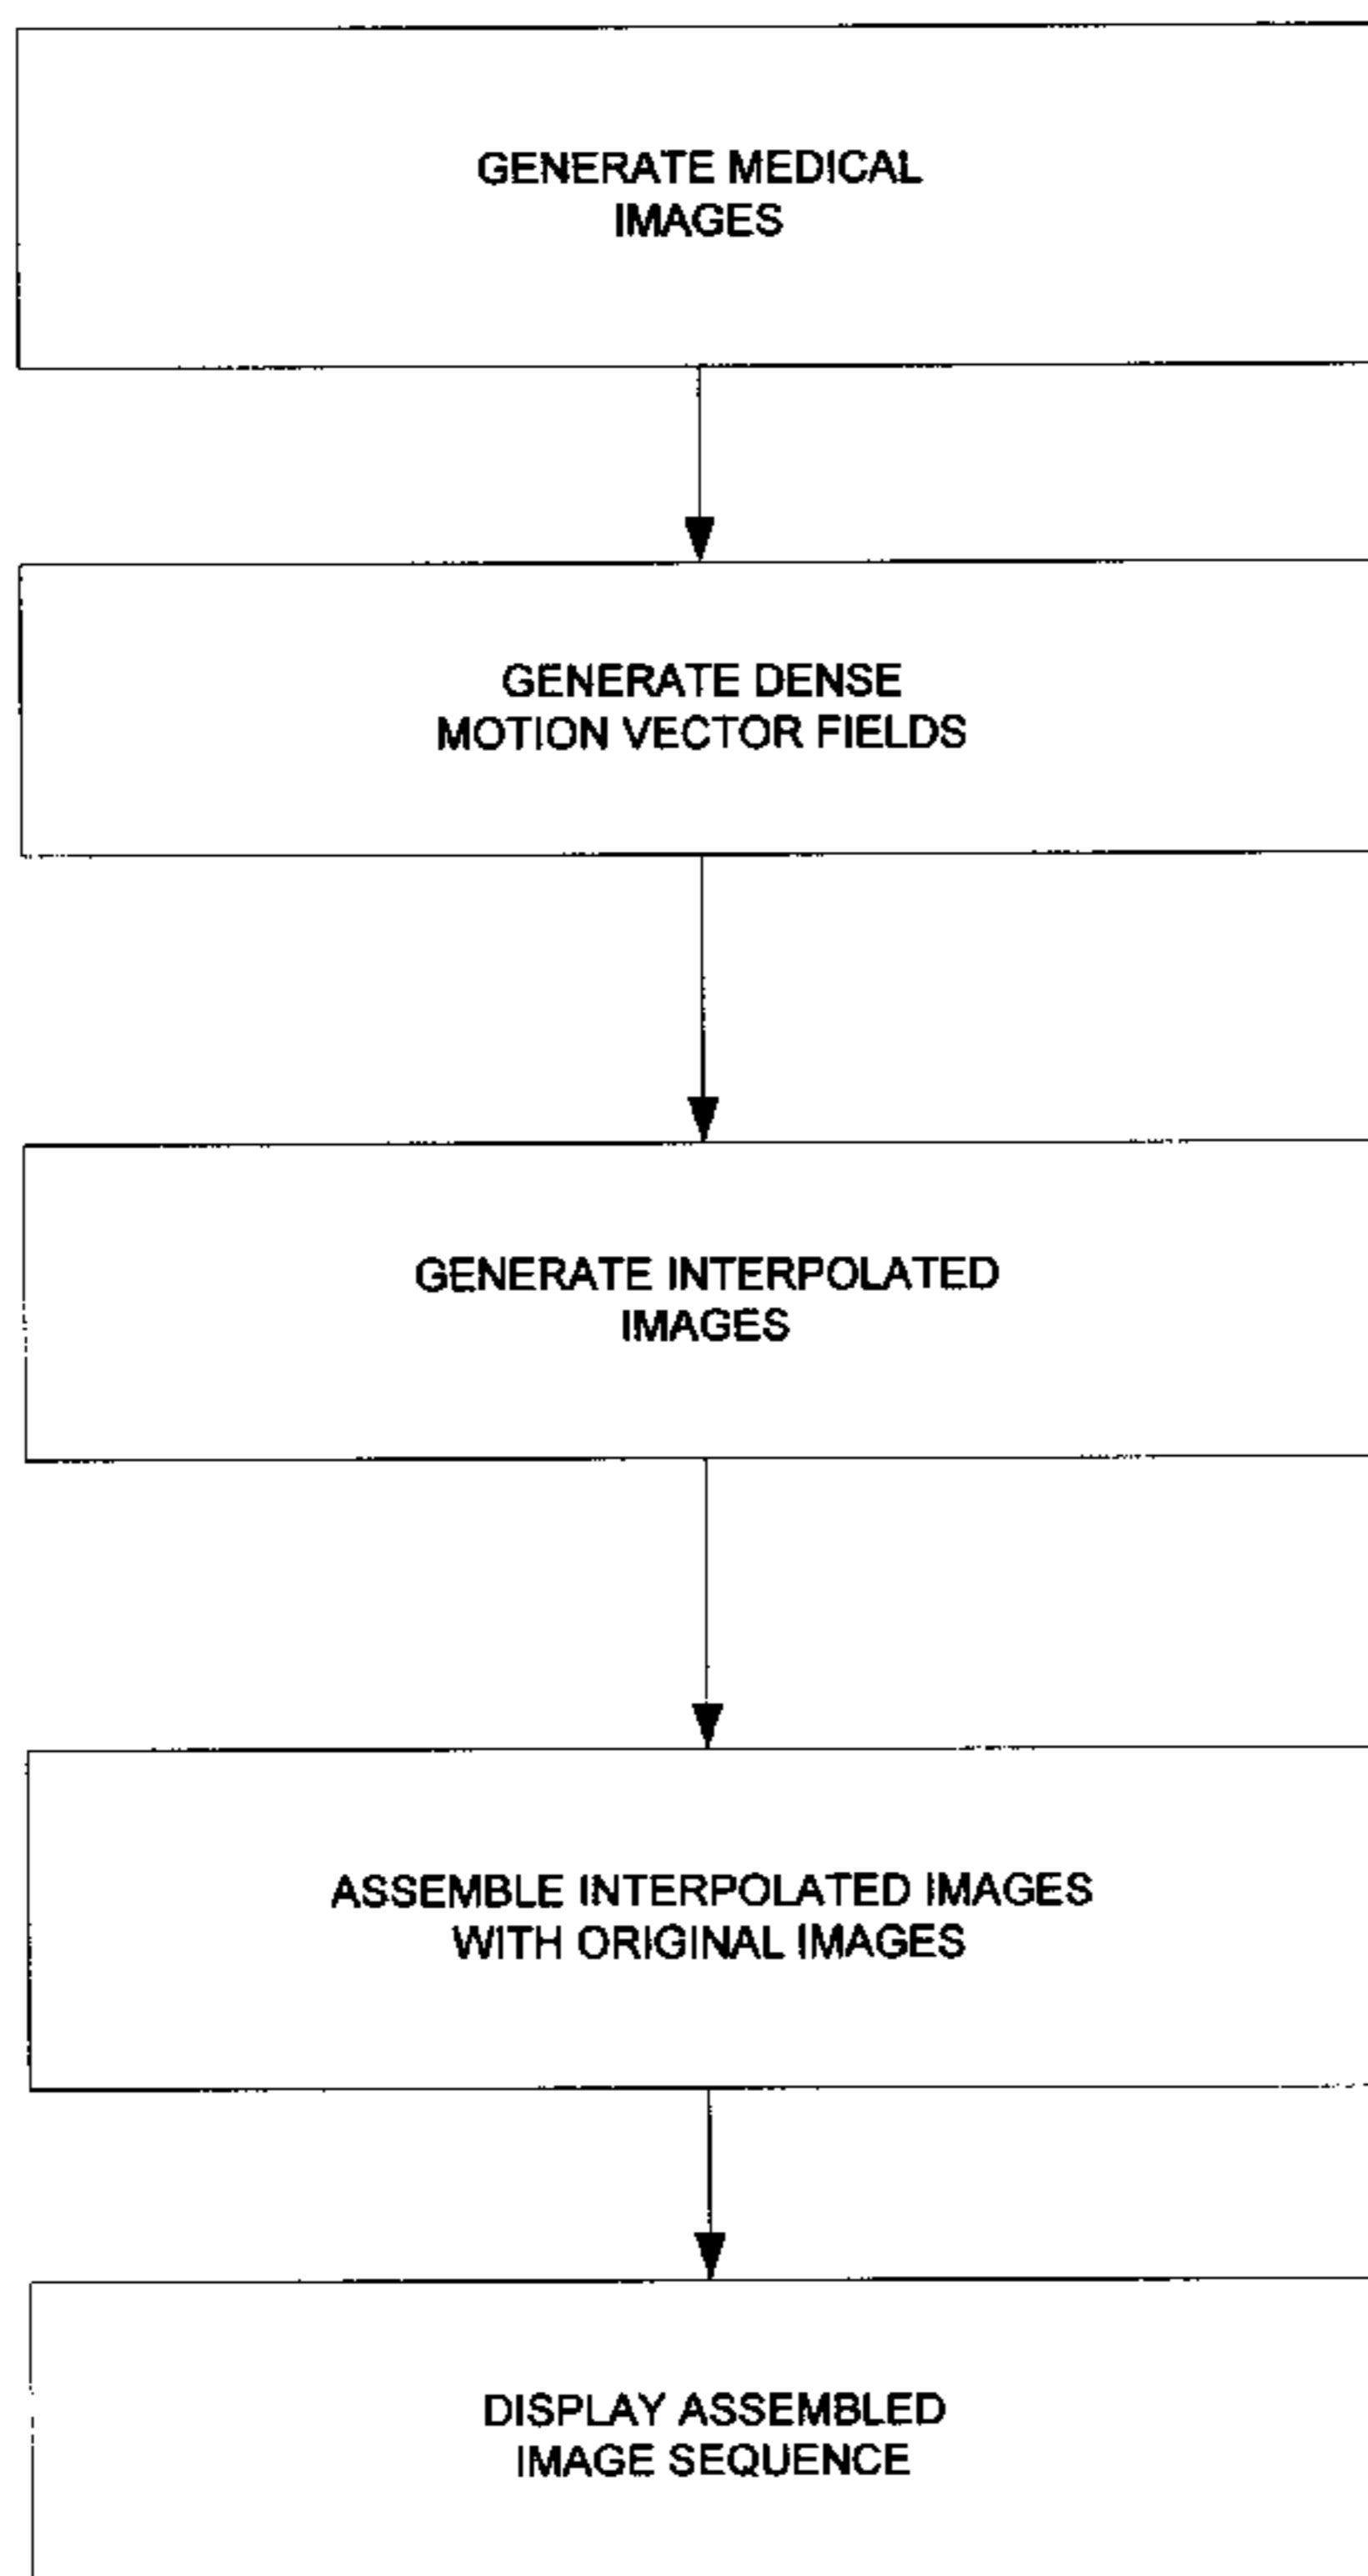 GENERATE MEDICAL
IMAGES
GENERATE DENSE
MOTION VECTOR FIELDS
GENERATE INTERPOLATED
IMAGES
ASSEMBLE INTERPOLATED IMAGES
WITH ORIGINAL IMAGES
DISPLAY ASSEMBLED
IMAGE SEQUENCE